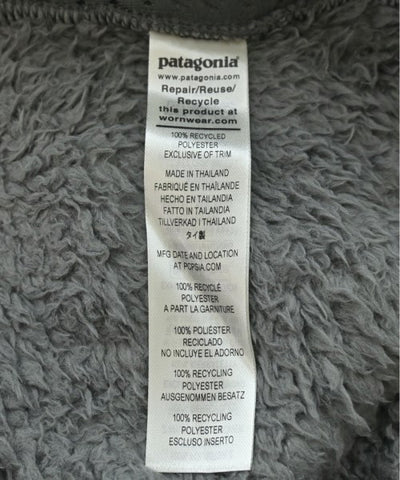 patagonia®
www.patagonia.com
Repair/Reuse/
Recycle
this product at
wornwear.com
100% RECYCLED
POLYESTER
EXCLUSIVE OF TRIM
MADE IN THAILAND
FABRIQUÉ EN THAÏLANDE
HECHO EN TAILANDIA
FATTO IN TAILANDIA
TILLVERKAD I THAILAND
タイ製
MFG DATE AND LOCATION
AT PCPSIA.COM
100% RECYCLÉ
POLYESTER
A PART LA GARNITURE
100% POLIÉSTER
RECICLADO
NO INCLUYE EL ADORNO
100% RECYCLING
POLYESTER
AUSGENOMMEN BESATZ
100% RECYCLING
POLYESTER
ESCLUSO INSERTO